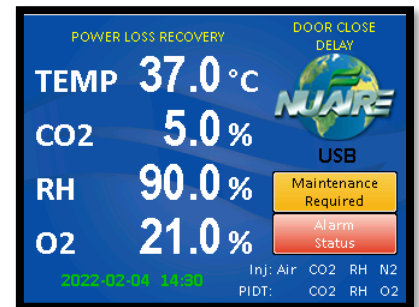 POWER LOSS RECOVERY
DOOR CLOSE
DELAY
TEMP 37.0 °C
NUAIRE
CO2 5.0 %
USB
RH 90.0 %
Maintenance
Required
O2 21.0 %
Alarm
Status
2022-02-04 14:30
Inj: Air CO2 RH N2
PIDT: CO2 RH O2